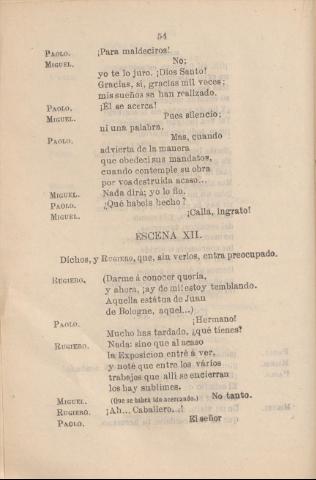 54
PAOLO. ¡Para maldeciros!
MIGUEL. No;
yo te lo juro. ¡Dios Santo!
Gracias, sí, gracias mil veces;
mis sueños se han realizado.
PAOLO. ¡Él se acerca!
MIGUEL. Pues silencio;
ni una palabra.
PAOLO. Mas, cuando
advierta de la manera
que obedecí sus mandatos,
cuando contemple su obra
por vos destruida acaso...
MIGUEL. Nada dirá; yo lo fío.
PAOLO. ¿Qué habeis hecho?
MIGUEL. ¡Calla, ingrato!
ESCENA XII.
Dichos, y RUGIERO, que, sin verlos, entra preocupado.
RUGIERO. (Darme á conocer quería,
y ahora, ¡ay de mí! estoy temblando.
Aquella estátua de Juan
de Bologne, aquel...)
PAOLO. ¡Hermano!
Mucho has tardado, ¿qué tienes?
RUGIERO. Nada: sino que al acaso
la Exposicion entré á ver,
y noté que entre los vários
trabajos que allí se encierran
los hay sublimes.
MIGUEL. (Que se habrá ido acercando.) No tanto.
RUGIERO. ¡Ah... Caballero...!
PAOLO. El señor